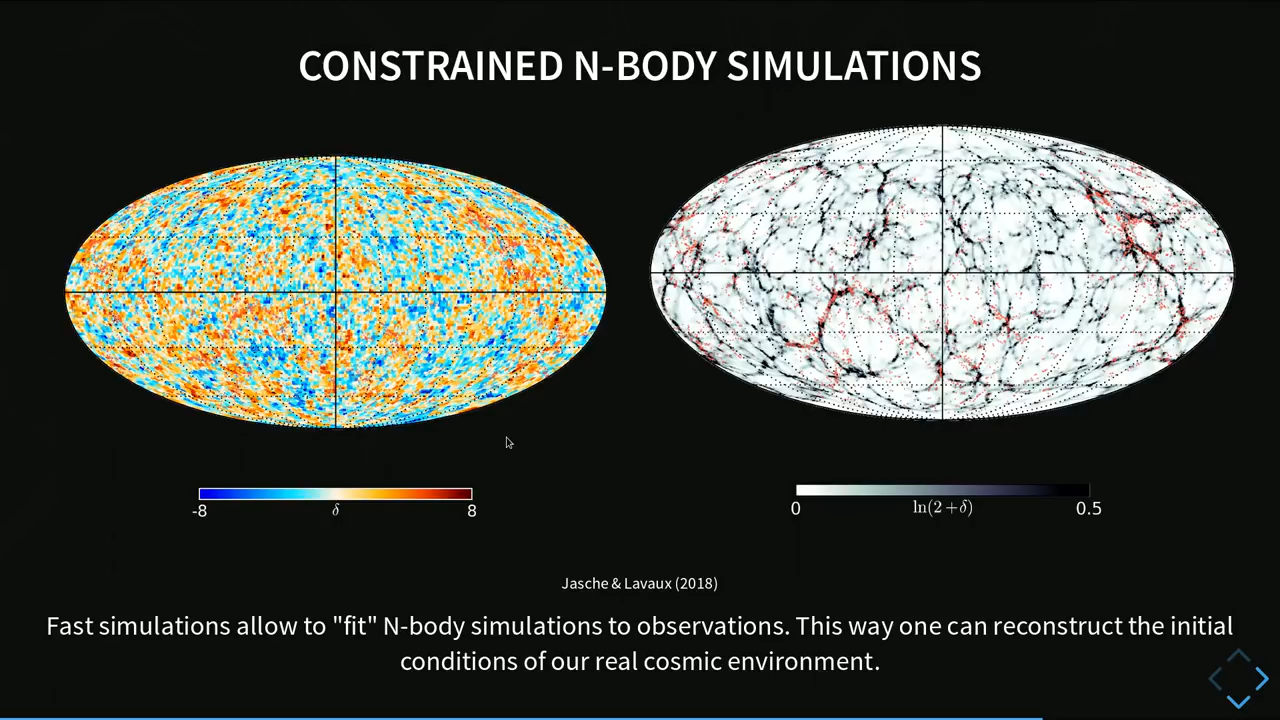 CONSTRAINED N-BODY SIMULATIONS
-8 δ 8
0 ln(2+δ) 0.5
Jasche & Lavaux (2018)
Fast simulations allow to "fit" N-body simulations to observations. This way one can reconstruct the initial
conditions of our real cosmic environment.